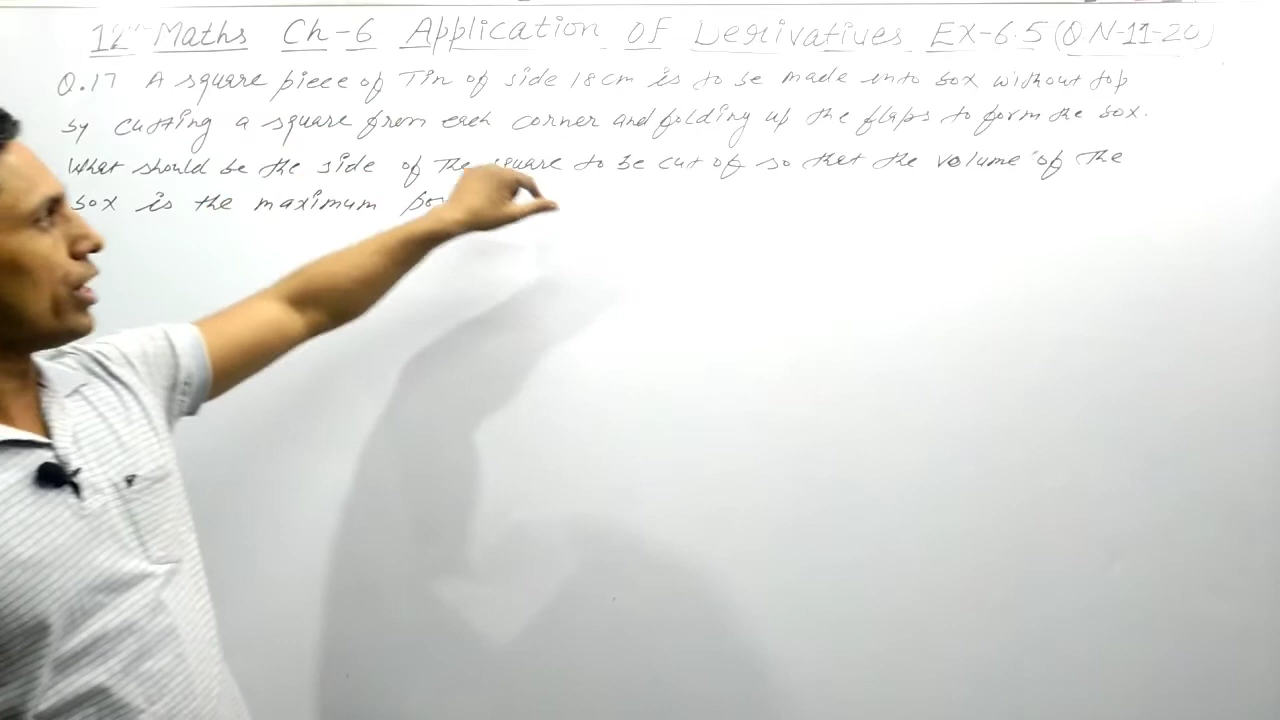 12th Maths Ch-6 Application OF Derivatives EX-6.5 (Q N-11-20)
Q.17 A square piece of Tin of side 18cm is to be made into box without top
by cutting a square from each corner and folding up the flaps to form the box.
What should be the side of the square to be cut of so that the volume of the
box is the maximum